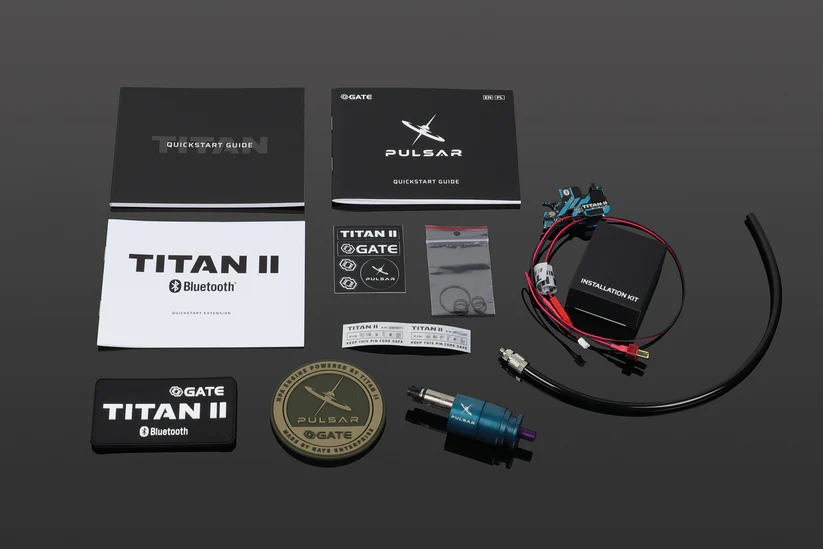 TITAN
QUICKSTART GUIDE
GATE
EN PL
PULSAR
QUICKSTART GUIDE
TITAN II
Bluetooth®
QUICKSTART EXTENSION
TITAN II
GATE
PULSAR
TITAN II
KEEP THIS PIN CODE SAFE
TITAN II
KEEP THIS PIN CODE SAFE
TITAN II
INSTALLATION KIT
GATE
TITAN II
Bluetooth
HPA ENGINE POWERED BY TITAN II
PULSAR
GATE
MADE BY GATE ENTERPRISE
PULSAR